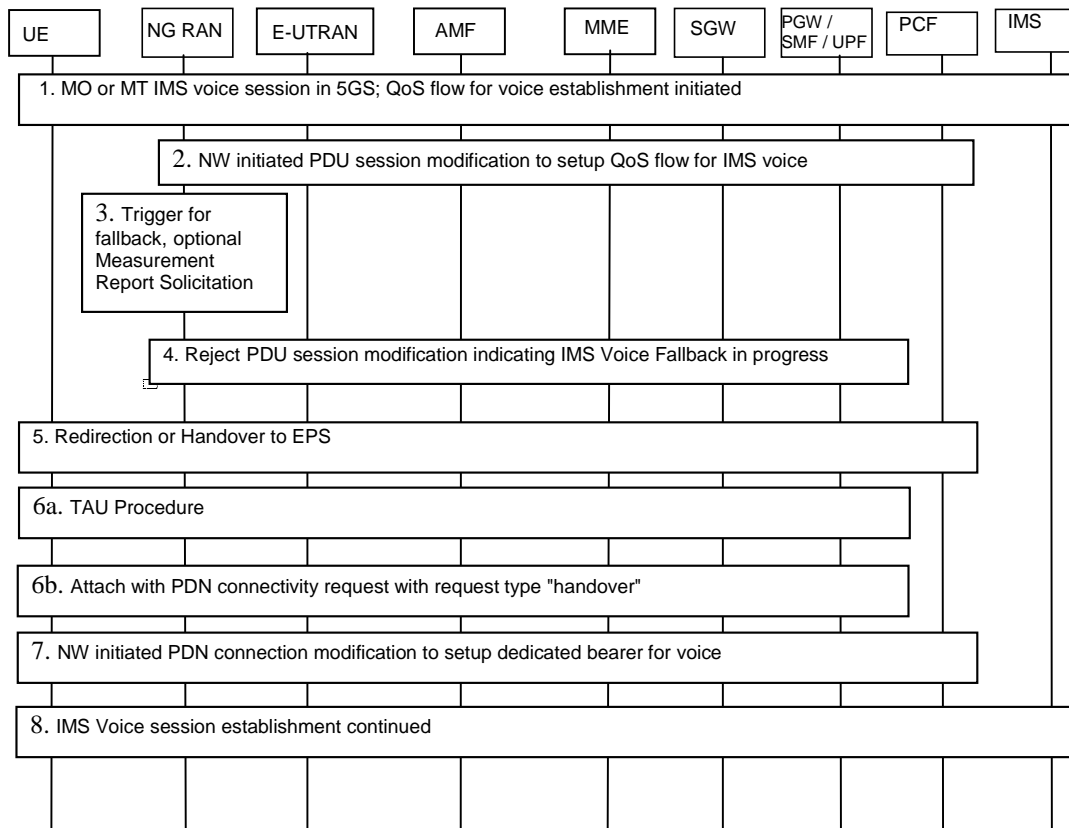 UE
NG RAN
E-UTRAN
AMF
MME
SGW
PGW /
SMF / UPF
PCF
IMS
1. MO or MT IMS voice session in 5GS; QoS flow for voice establishment initiated
2. NW initiated PDU session modification to setup QoS flow for IMS voice
3. Trigger for
fallback, optional
Measurement
Report Solicitation
4. Reject PDU session modification indicating IMS Voice Fallback in progress
5. Redirection or Handover to EPS
6a. TAU Procedure
6b. Attach with PDN connectivity request with request type "handover"
7. NW initiated PDN connection modification to setup dedicated bearer for voice
8. IMS Voice session establishment continued